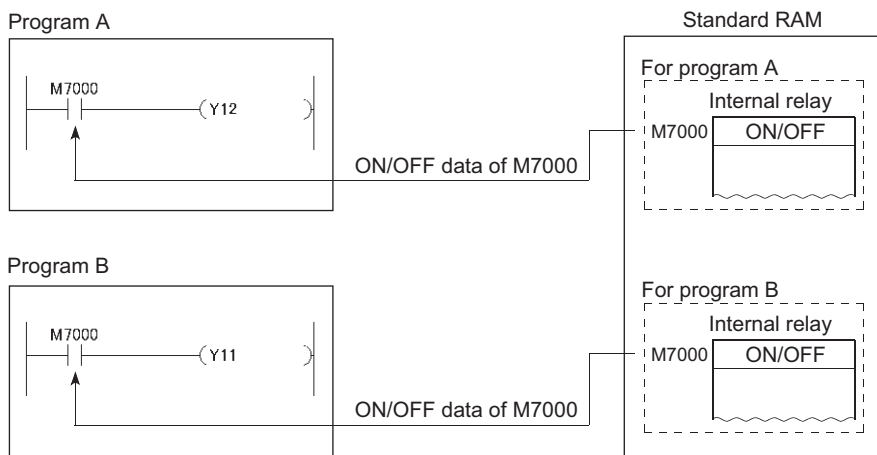 Program A
M7000
Y12
ON/OFF data of M7000
Standard RAM
For program A
Internal relay
M7000
ON/OFF
Program B
M7000
Y11
ON/OFF data of M7000
For program B
Internal relay
M7000
ON/OFF